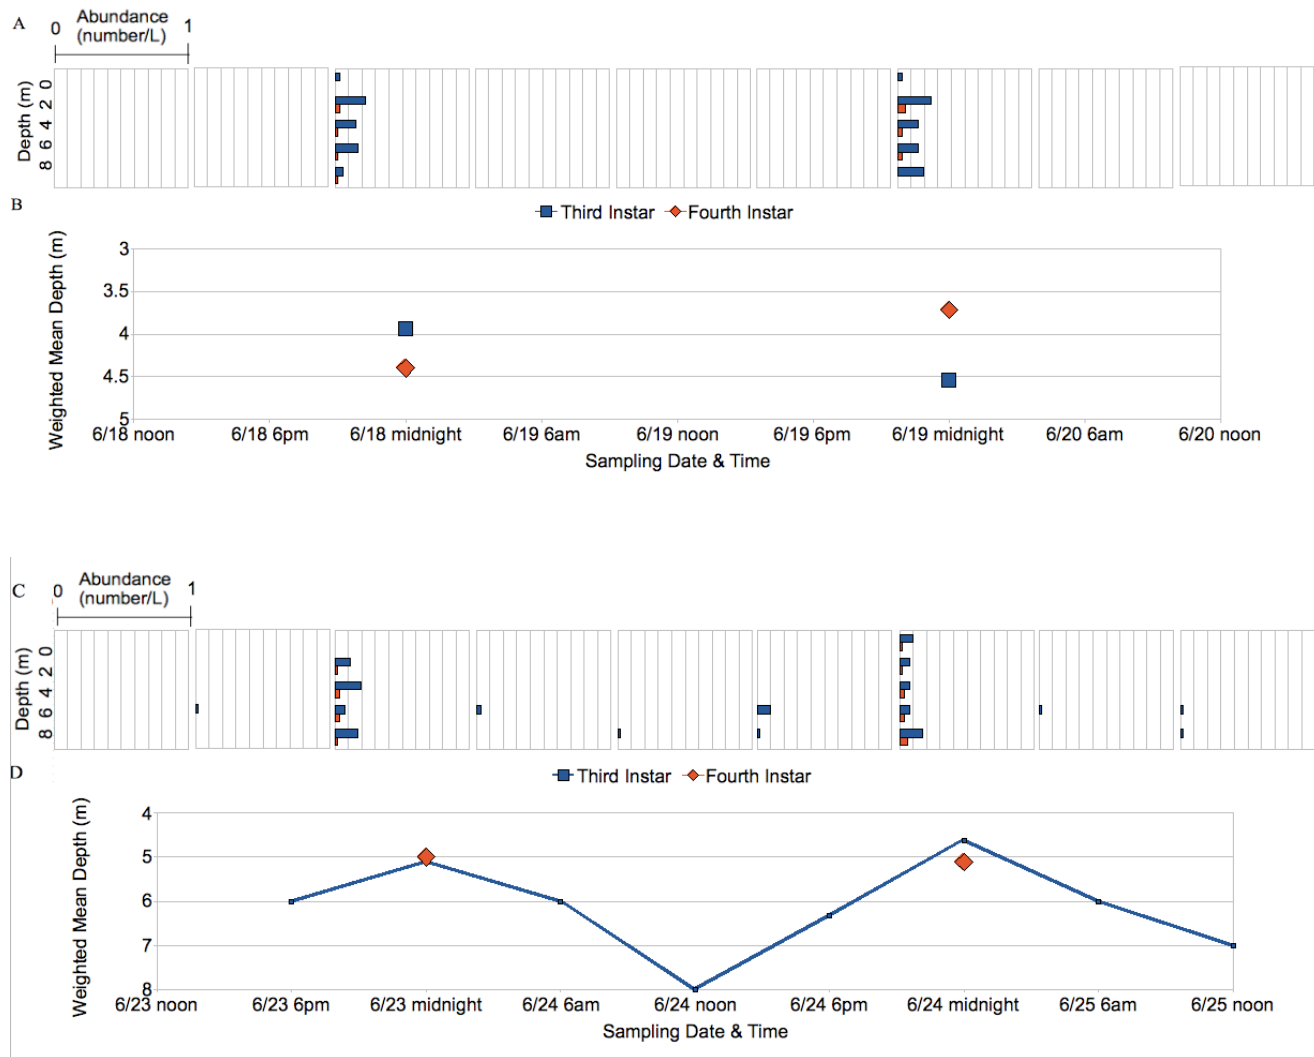 A
0 Abundance 1
(number/L)
Depth (m)
0
2
4
6
8
B
Third Instar Fourth Instar
Weighted Mean Depth (m)
3
3.5
4
4.5
5
6/18 noon 6/18 6pm 6/18 midnight 6/19 6am 6/19 noon 6/19 6pm 6/19 midnight 6/20 6am 6/20 noon
Sampling Date & Time
C
0 Abundance 1
(number/L)
Depth (m)
0
2
4
6
8
D
Third Instar Fourth Instar
Weighted Mean Depth (m)
4
5
6
7
8
6/23 noon 6/23 6pm 6/23 midnight 6/24 6am 6/24 noon 6/24 6pm 6/24 midnight 6/25 6am 6/25 noon
Sampling Date & Time